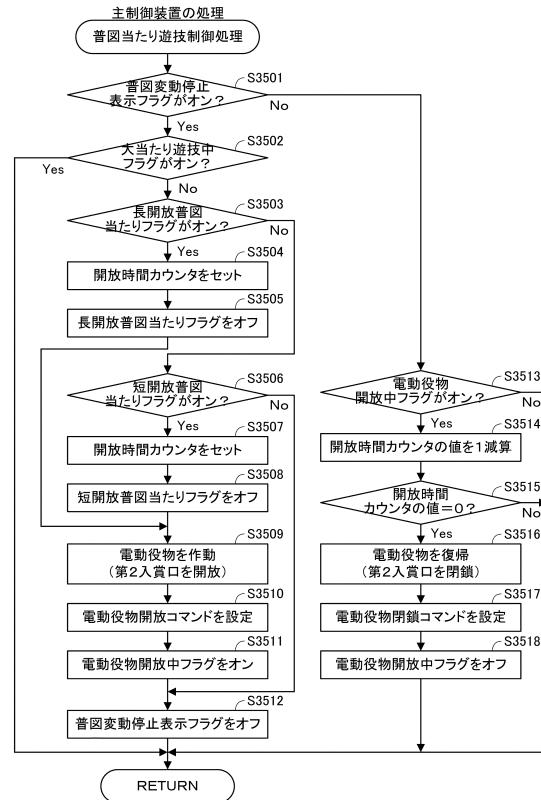 主制御装置の処理
普図当たり遊技制御処理
S3501
普図変動停止
表示フラグがオン？
No
Yes
S3502
大当たり遊技中
フラグがオン？
Yes
No
S3503
長開放普図
当たりフラグがオン？
No
Yes
S3504
開放時間カウンタをセット
S3505
長開放普図当たりフラグをオフ
S3506
短開放普図
当たりフラグがオン？
No
Yes
S3507
開放時間カウンタをセット
S3508
短開放普図当たりフラグをオフ
S3509
電動役物を作動
（第２入賞口を開放）
S3510
電動役物開放コマンドを設定
S3511
電動役物開放中フラグをオン
S3512
普図変動停止表示フラグをオフ
S3513
電動役物
開放中フラグがオン？
No
Yes
S3514
開放時間カウンタの値を１減算
S3515
開放時間
カウンタの値＝０？
No
Yes
S3516
電動役物を復帰
（第２入賞口を閉鎖）
S3517
電動役物閉鎖コマンドを設定
S3518
電動役物開放中フラグをオフ
RETURN